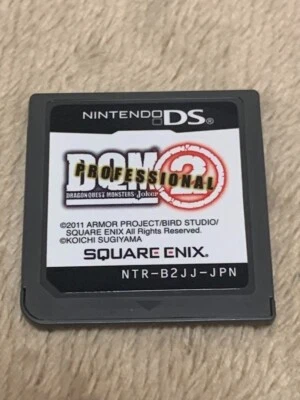 NINTENDO DS
DQM 2
PROFESSIONAL
DRAGON QUEST MONSTERS Joker
©2011 ARMOR PROJECT/BIRD STUDIO/
SQUARE ENIX All Rights Reserved.
©KOICHI SUGIYAMA
SQUARE ENIX.
NTR-B2JJ-JPN